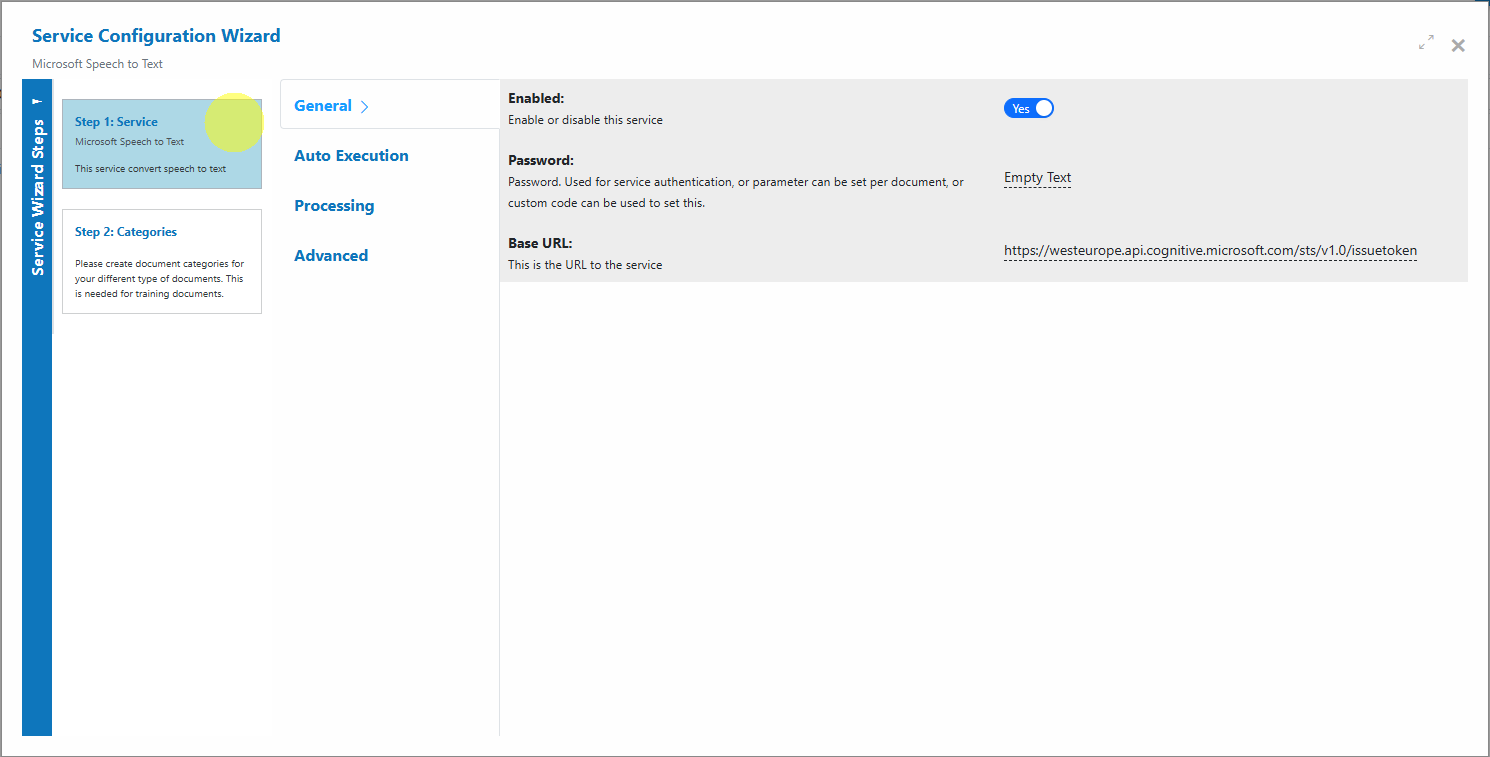 Service Configuration Wizard
Microsoft Speech to Text
Service Wizard Steps
Step 1: Service
Microsoft Speech to Text
This service convert speech to text
Step 2: Categories
Please create document categories for
your different type of documents. This
is needed for training documents.
General
Auto Execution
Processing
Advanced
Enabled:
Enable or disable this service
Yes
Password:
Password. Used for service authentication, or parameter can be set per document, or
custom code can be used to set this.
Empty Text
Base URL:
This is the URL to the service
https://westeurope.api.cognitive.microsoft.com/sts/v1.0/issuetoken